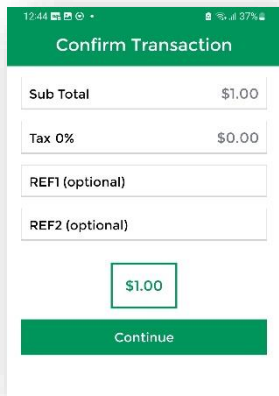 12:44
37%
Confirm Transaction
Sub Total $1.00
Tax 0% $0.00
REF1 (optional)
REF2 (optional)
$1.00
Continue